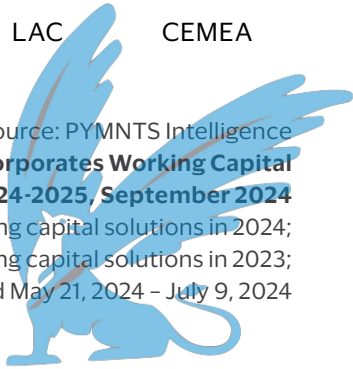 LAC CEMEA
ource: PYMNTS Intelligence
orporates Working Capital
24-2025, September 2024
ng capital solutions in 2024;
ng capital solutions in 2023;
d May 21, 2024 – July 9, 2024